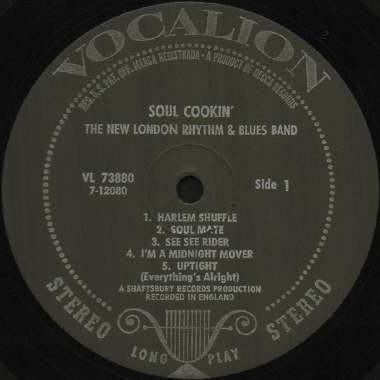 VOCALION
REG. U.S. PAT. OFF. MARCA REGISTRADA • A PRODUCT OF DECCA RECORDS
SOUL COOKIN'
THE NEW LONDON RHYTHM & BLUES BAND
VL 73880
7-12080
Side 1
1. HARLEM SHUFFLE
2. SOUL MATE
3. SEE SEE RIDER
4. I'M A MIDNIGHT MOVER
5. UPTIGHT
(Everything's Alright)
A SHAFTSBURY RECORDS PRODUCTION
RECORDED IN ENGLAND
STEREO
LONG PLAY
STEREO